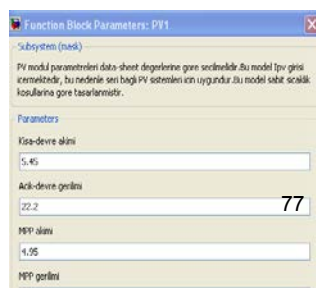 Function Block Parameters: PV1
Subsystem (mask)
PV modul parametreleri data-sheet degerlerine gore secilmelidir.Bu model Ipv girisi
icermektedir, bu nedenle seri bagli PV sistemleri icin uygundur.Bu model sabit sicaklik
kosullarina gore tasarlanmistir.
Parameters
Kisa-devre akimi
5.45
Acik-devre gerilimi
22.2
77
MPP akimi
4.95
MPP gerilimi